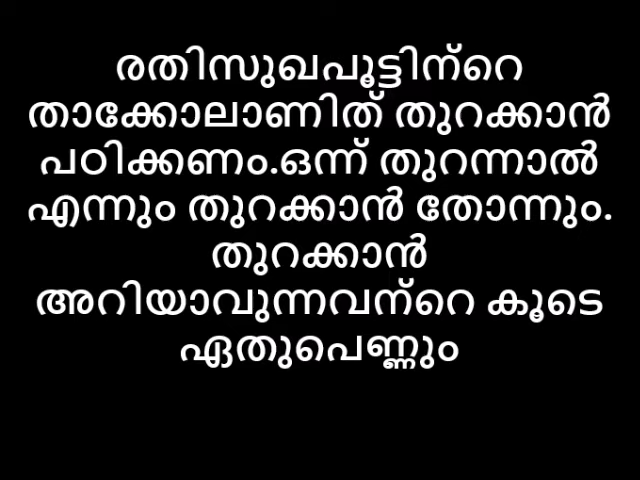 രതിസുഖപൂട്ടിന്റെ
താക്കോലാണിത് തുറക്കാൻ
പഠിക്കണം.ഒന്ന് തുറന്നാൽ
എന്നും തുറക്കാൻ തോന്നും.
തുറക്കാൻ
അറിയാവുന്നവന്റെ കൂടെ
ഏതുപെണ്ണും